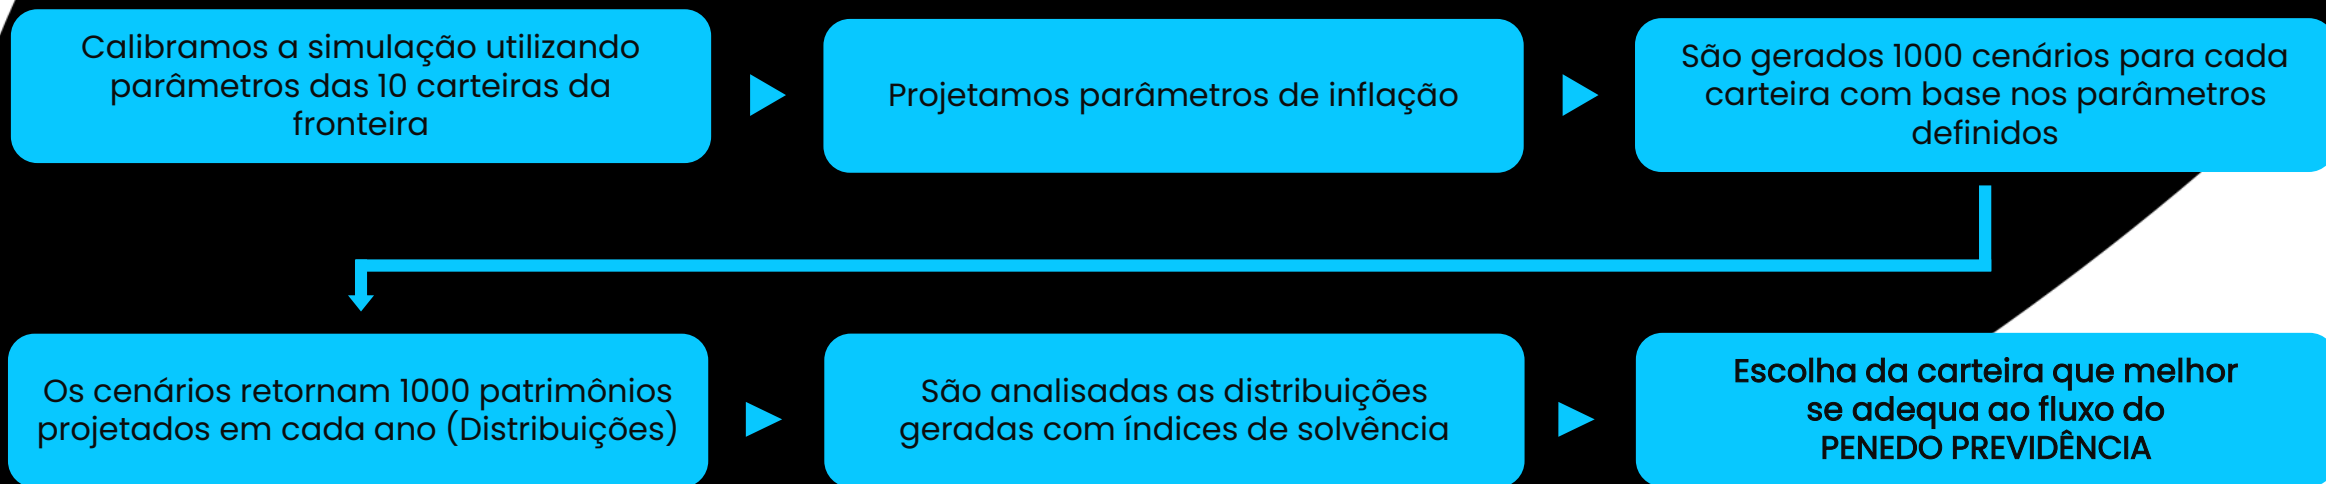 Calibramos a simulação utilizando
parâmetros das 10 carteiras da
fronteira
Projetamos parâmetros de inflação
São gerados 1000 cenários para cada
carteira com base nos parâmetros
definidos
Os cenários retornam 1000 patrimônios
projetados em cada ano (Distribuições)
São analisadas as distribuições
geradas com índices de solvência
Escolha da carteira que melhor
se adequa ao fluxo do
PENEDO PREVIDÊNCIA